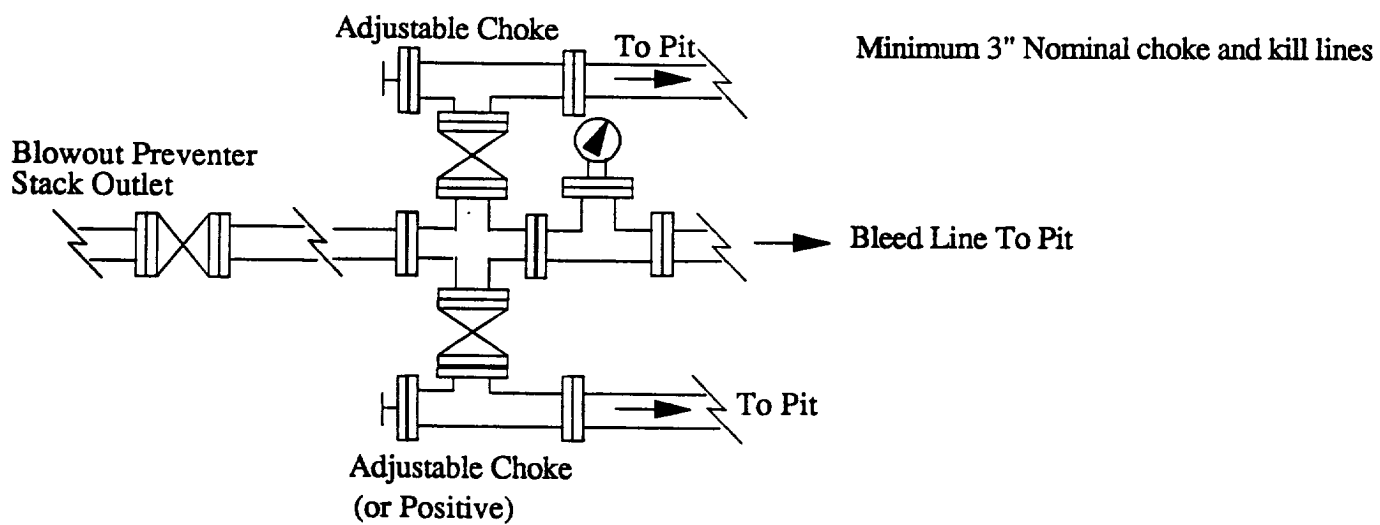 Adjustable Choke
To Pit
Minimum 3" Nominal choke and kill lines
Blowout Preventer
Stack Outlet
Bleed Line To Pit
To Pit
Adjustable Choke
(or Positive)